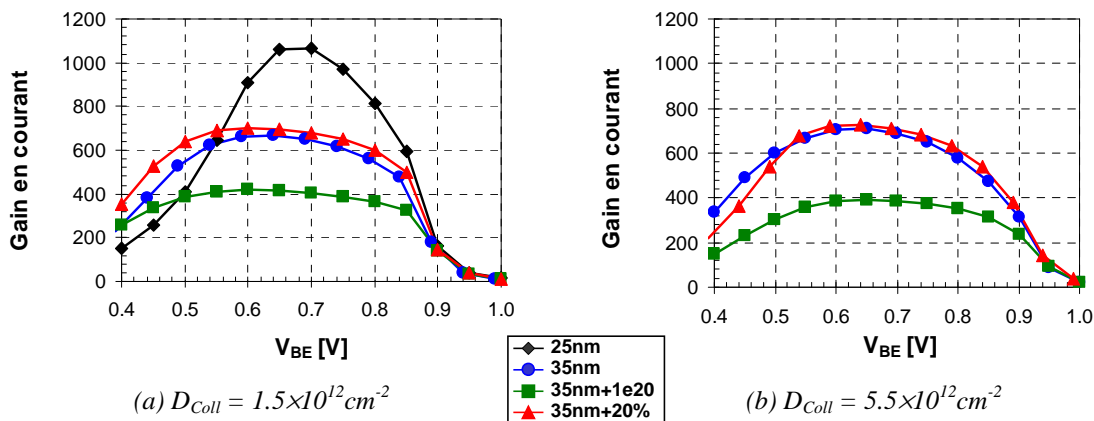 1200
1000
800
600
400
200
0
Gain en courant
0.4 0.5 0.6 0.7 0.8 0.9 1.0
V_BE [V]
(a) D_Coll = 1.5×10^12 cm^-2
25nm
35nm
35nm+1e20
35nm+20%
1200
1000
800
600
400
200
0
Gain en courant
0.4 0.5 0.6 0.7 0.8 0.9 1.0
V_BE [V]
(b) D_Coll = 5.5×10^12 cm^-2